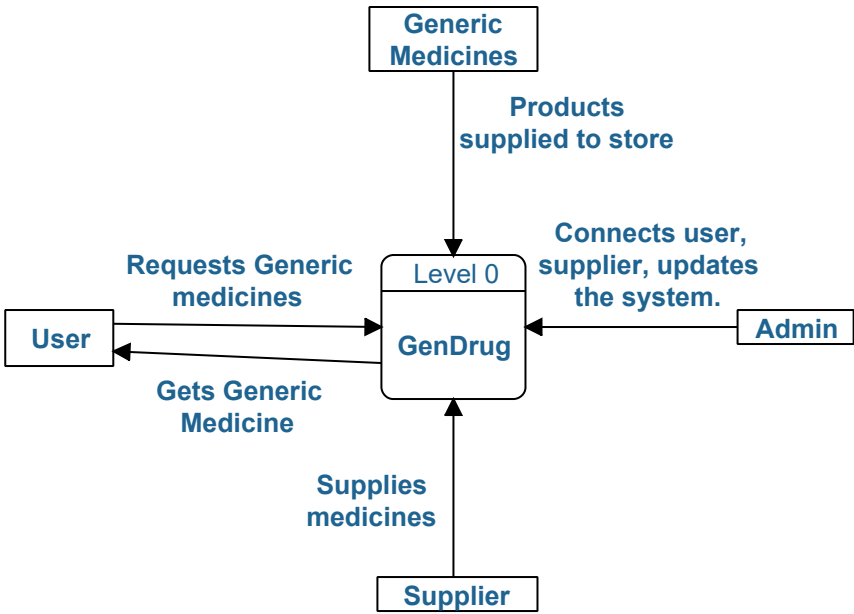 Generic
Medicines
Products
supplied to store
Connects user,
supplier, updates
the system.
Requests Generic
medicines
Level 0
User
GenDrug
Admin
Gets Generic
Medicine
Supplies
medicines
Supplier